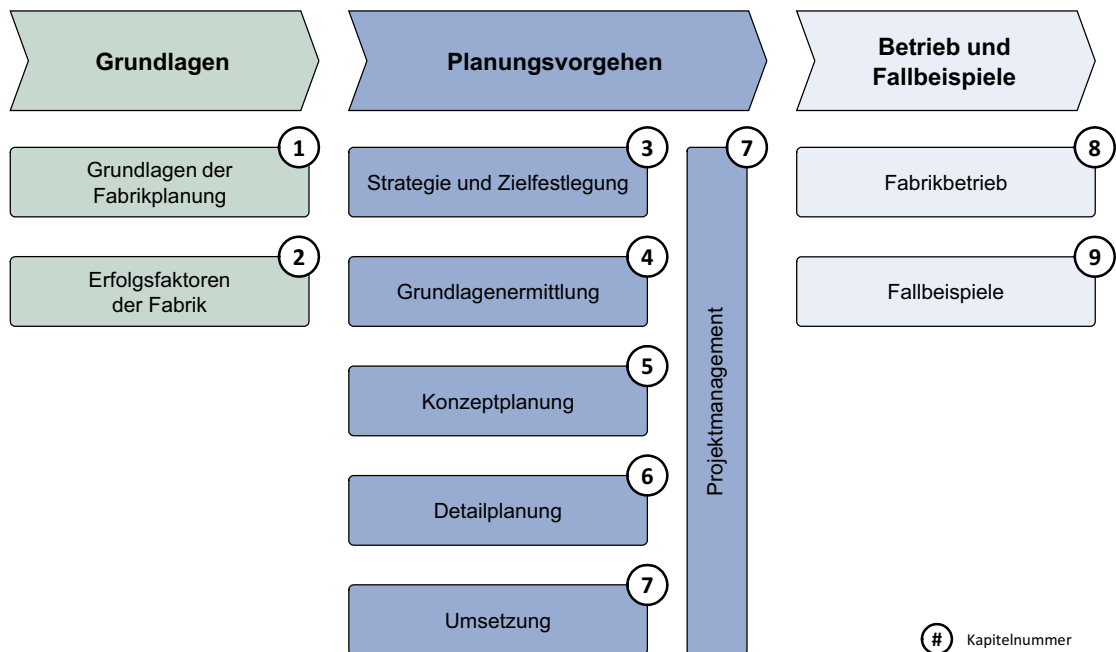 Grundlagen
Planungsvorgehen
Betrieb und
Fallbeispiele
1
Grundlagen der
Fabrikplanung
2
Erfolgsfaktoren
der Fabrik
3
Strategie und Zielfestlegung
4
Grundlagenermittlung
5
Konzeptplanung
6
Detailplanung
7
Umsetzung
7
Projektmanagement
8
Fabrikbetrieb
9
Fallbeispiele
# Kapitelnummer